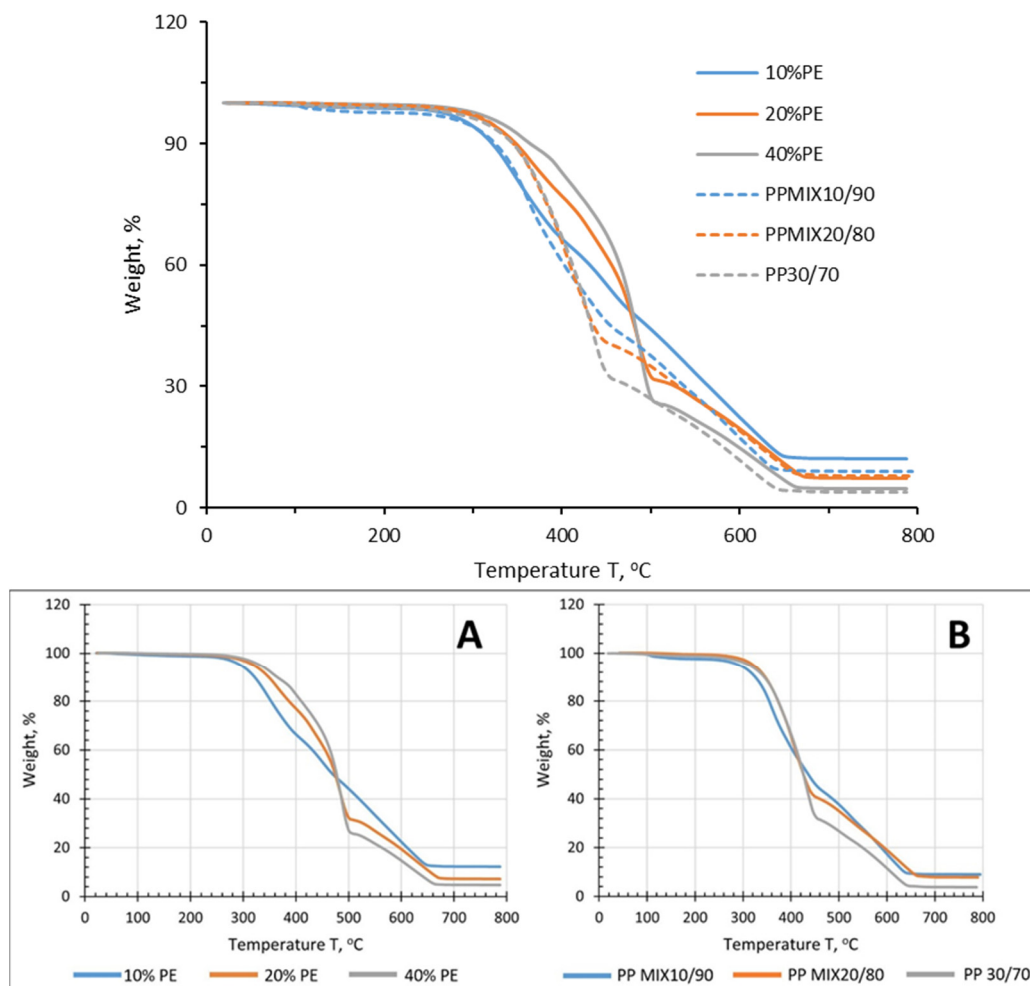 120
90
60
30
0
Weight, %
0
200
400
600
800
Temperature T, °C
10%PE
20%PE
40%PE
PPMIX10/90
PPMIX20/80
PP30/70
A
120
100
80
60
40
20
0
Weight, %
0 100 200 300 400 500 600 700 800
Temperature T, °C
10% PE 20% PE 40% PE
B
120
100
80
60
40
20
0
Weight, %
0 100 200 300 400 500 600 700 800
Temperature T, °C
PP MIX10/90 PP MIX20/80 PP 30/70